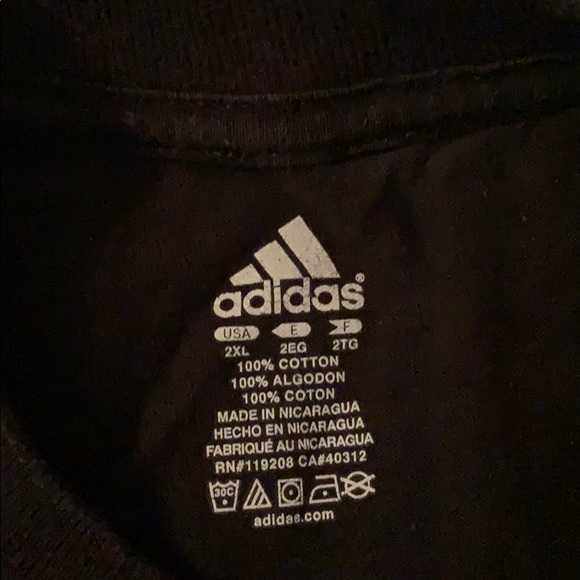 adidas®
USA E F
2XL 2EG 2TG
100% COTTON
100% ALGODON
100% COTON
MADE IN NICARAGUA
HECHO EN NICARAGUA
FABRIQUÉ AU NICARAGUA
RN#119208 CA#40312
30C
adidas.com